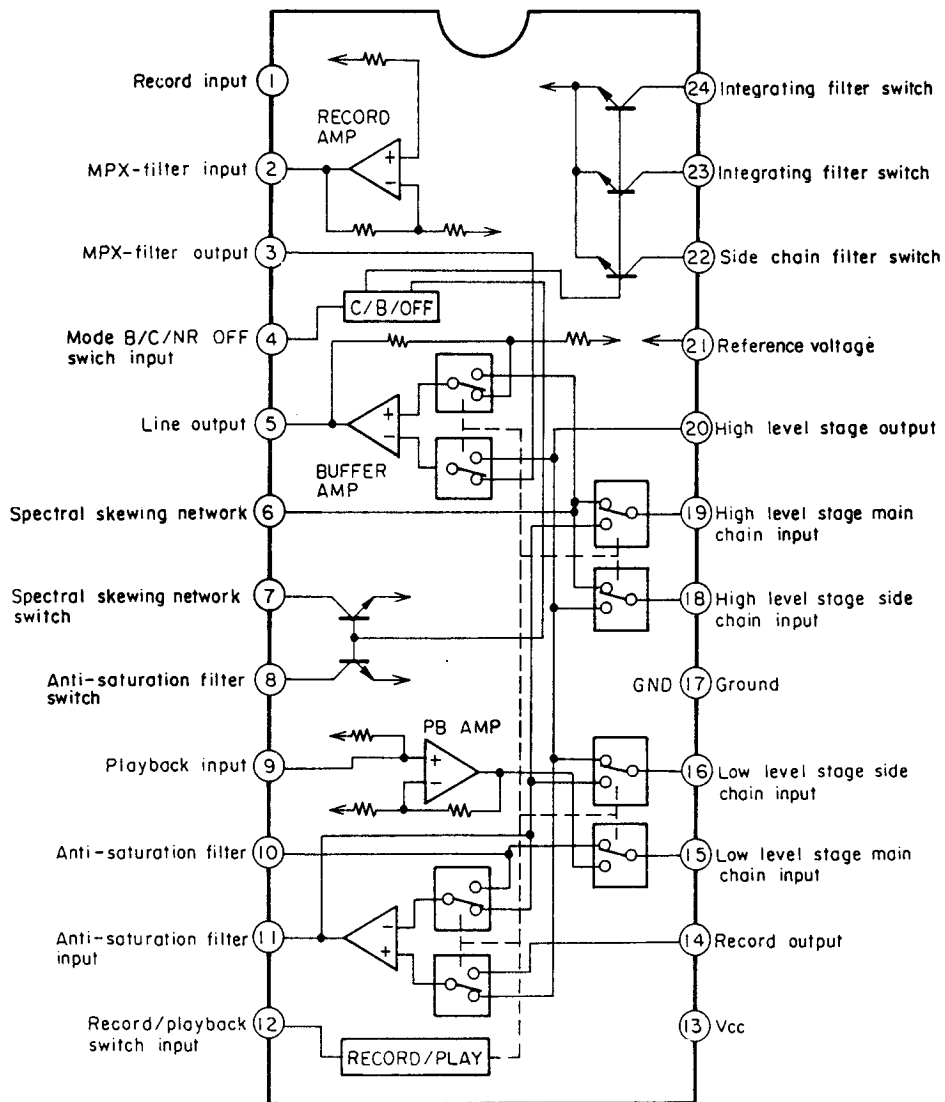 Record input
1
MPX-filter input
2
MPX-filter output
3
Mode B/C/NR OFF
swich input
4
Line output
5
Spectral skewing network
6
Spectral skewing network
switch
7
Anti-saturation filter
switch
8
Playback input
9
Anti-saturation filter
10
Anti-saturation filter
input
11
Record/playback
switch input
12
RECORD
AMP
+
−
C/B/OFF
+
−
BUFFER
AMP
PB AMP
+
−
−
+
RECORD/PLAY
24
Integrating filter switch
23
Integrating filter switch
22
Side chain filter switch
21
Reference voltage
20
High level stage output
19
High level stage main
chain input
18
High level stage side
chain input
GND
17
Ground
16
Low level stage side
chain input
15
Low level stage main
chain input
14
Record output
13
Vcc